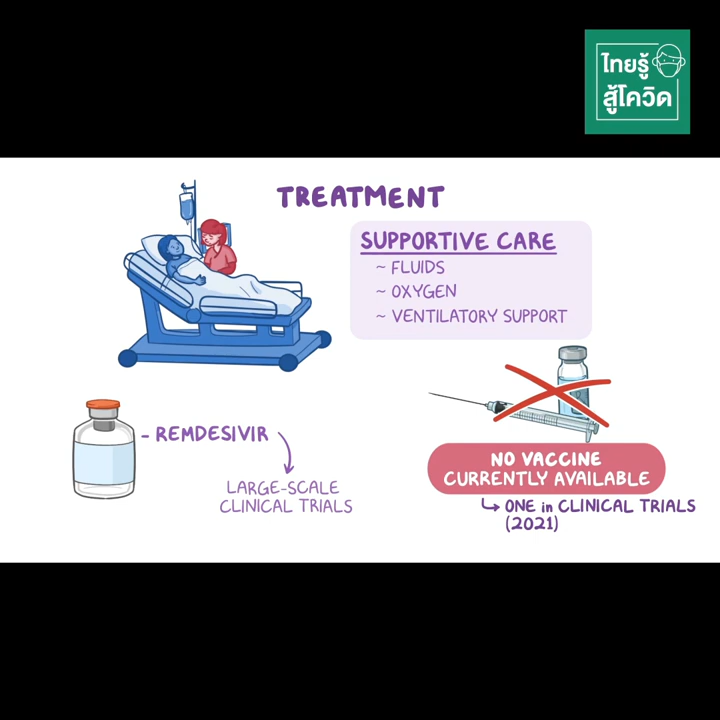 ไทยรู้
สู้โควิด
TREATMENT
SUPPORTIVE CARE
~ FLUIDS
~ OXYGEN
~ VENTILATORY SUPPORT
- REMDESIVIR
LARGE-SCALE
CLINICAL TRIALS
NO VACCINE
CURRENTLY AVAILABLE
ONE in CLINICAL TRIALS
(2021)